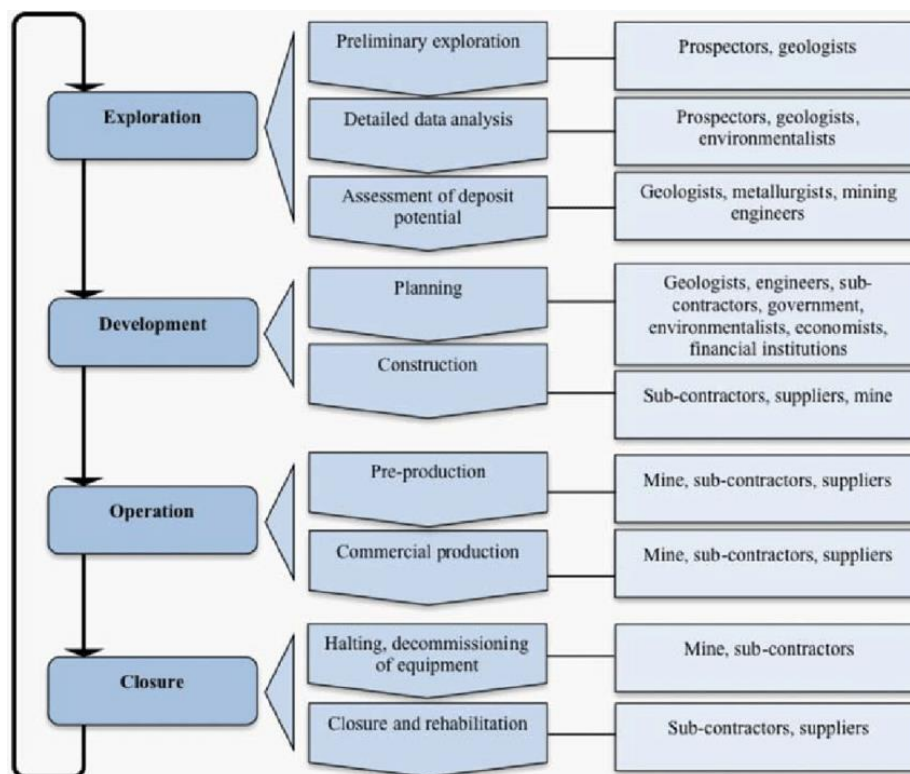 Exploration
Preliminary exploration
Prospectors, geologists
Detailed data analysis
Prospectors, geologists,
environmentalists
Assessment of deposit
potential
Geologists, metallurgists, mining
engineers
Development
Planning
Geologists, engineers, sub-
contractors, government,
environmentalists, economists,
financial institutions
Construction
Sub-contractors, suppliers, mine
Operation
Pre-production
Mine, sub-contractors, suppliers
Commercial production
Mine, sub-contractors, suppliers
Closure
Halting, decommissioning
of equipment
Mine, sub-contractors
Closure and rehabilitation
Sub-contractors, suppliers